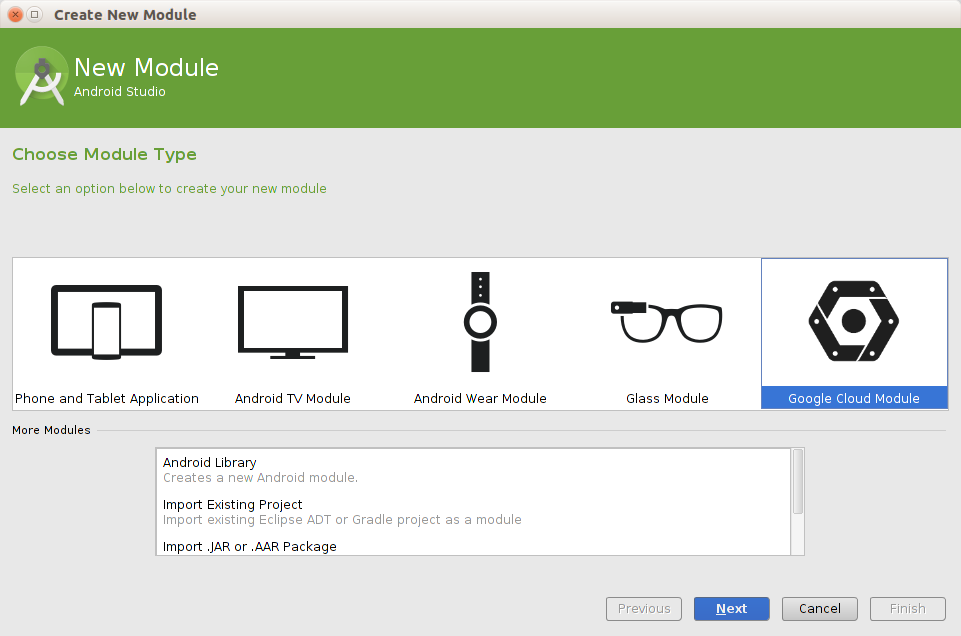 Create New Module
New Module
Android Studio
Choose Module Type
Select an option below to create your new module
Phone and Tablet Application
Android TV Module
Android Wear Module
Glass Module
Google Cloud Module
More Modules
Android Library
Creates a new Android module.
Import Existing Project
Import existing Eclipse ADT or Gradle project as a module
Import .JAR or .AAR Package
Previous
Next
Cancel
Finish